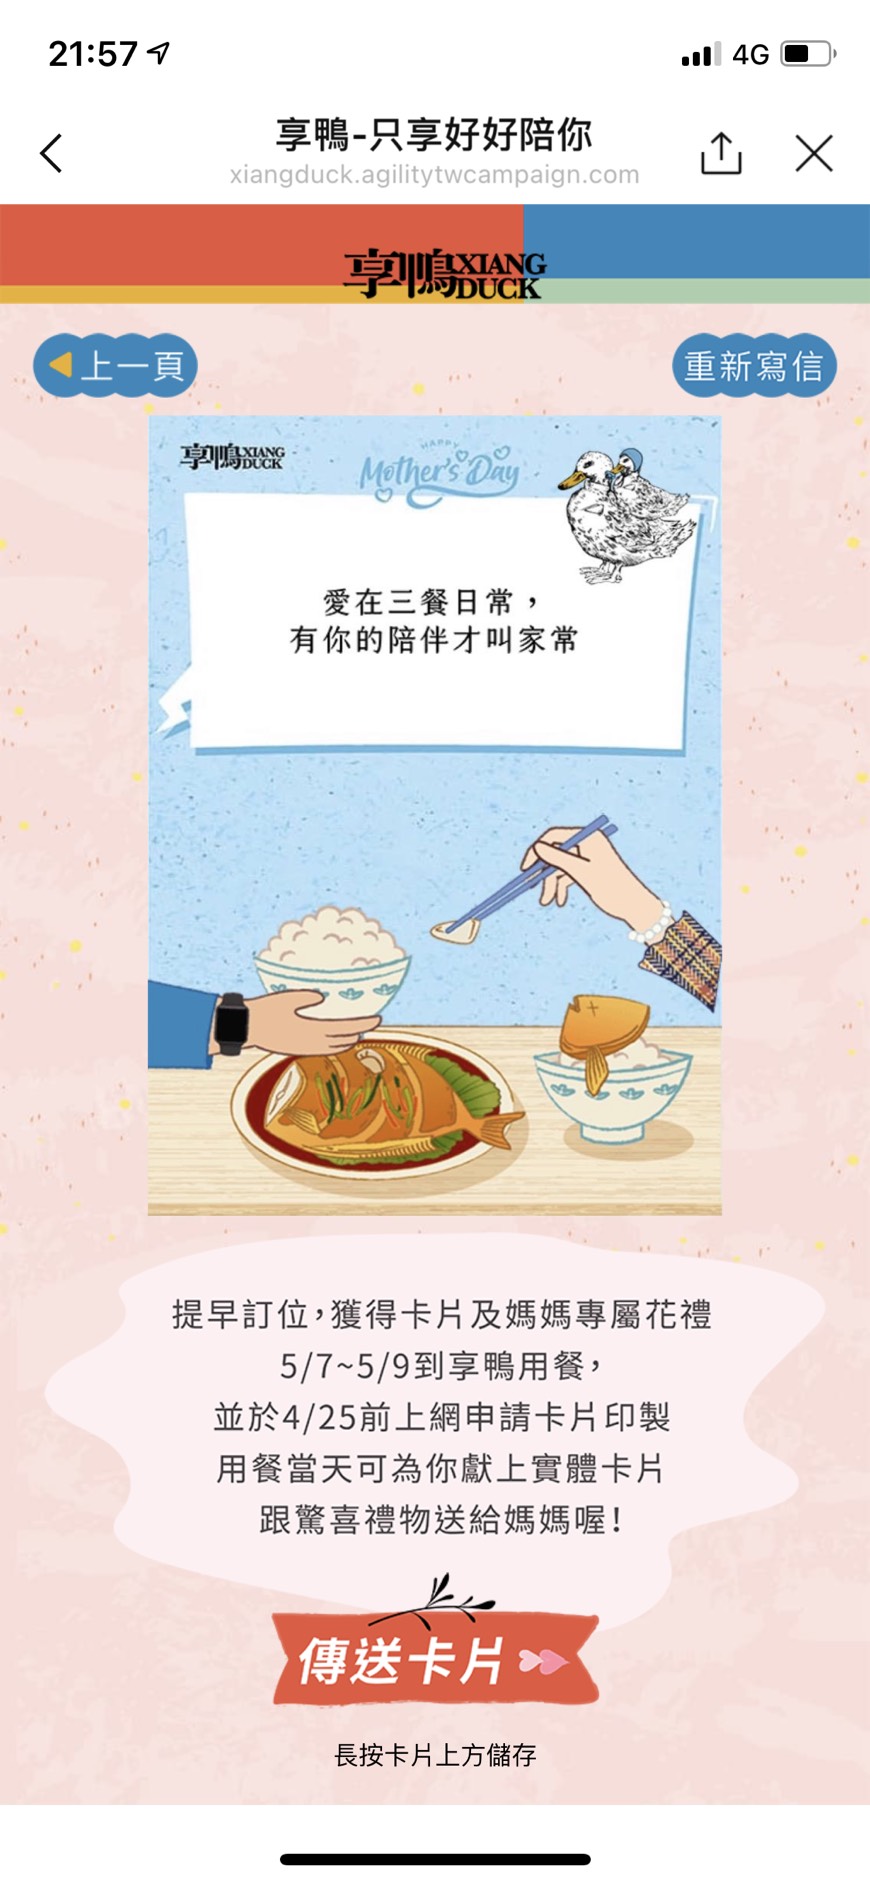 21:57
4G
享鴨-只享好好陪你
xiangduck.agilitytwcampaign.com
享鴨XIANG
DUCK
上一頁
重新寫信
享鴨XIANG
DUCK
HAPPY
Mother's Day
愛在三餐日常，
有你的陪伴才叫家常
提早訂位，獲得卡片及媽媽專屬花禮
5/7~5/9到享鴨用餐，
並於4/25前上網申請卡片印製
用餐當天可為你獻上實體卡片
跟驚喜禮物送給媽媽喔！
傳送卡片
長按卡片上方儲存